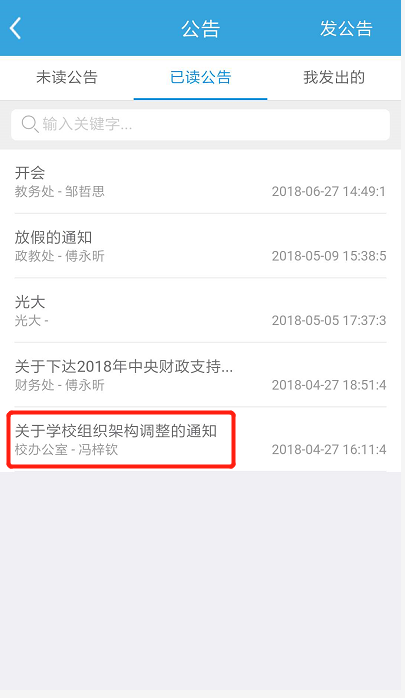 公告
发公告
未读公告
已读公告
我发出的
输入关键字...
开会
教务处 - 邹哲思
2018-06-27 14:49:1
放假的通知
政教处 - 傅永昕
2018-05-09 15:38:5
光大
光大 -
2018-05-05 17:37:3
关于下达2018年中央财政支持...
财务处 - 傅永昕
2018-04-27 18:51:4
关于学校组织架构调整的通知
校办公室 - 冯梓钦
2018-04-27 16:11:4